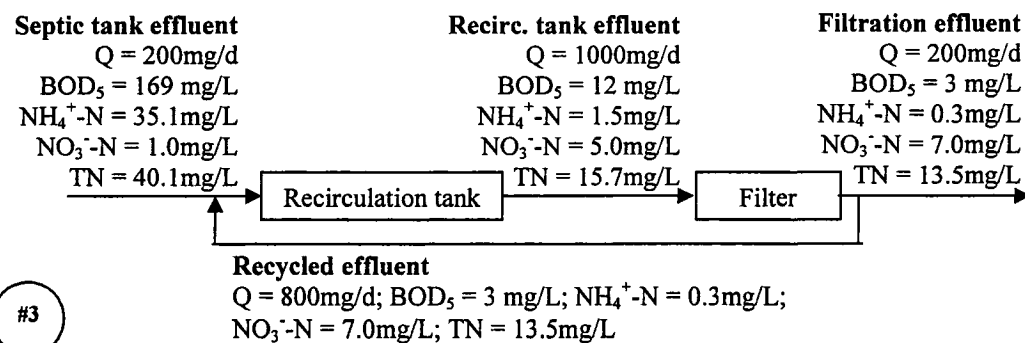 Septic tank effluent
Q = 200mg/d
BOD₅ = 169 mg/L
NH₄⁺-N = 35.1mg/L
NO₃⁻-N = 1.0mg/L
TN = 40.1mg/L
Recirc. tank effluent
Q = 1000mg/d
BOD₅ = 12 mg/L
NH₄⁺-N = 1.5mg/L
NO₃⁻-N = 5.0mg/L
TN = 15.7mg/L
Filtration effluent
Q = 200mg/d
BOD₅ = 3 mg/L
NH₄⁺-N = 0.3mg/L
NO₃⁻-N = 7.0mg/L
TN = 13.5mg/L
Recirculation tank
Filter
Recycled effluent
Q = 800mg/d; BOD₅ = 3 mg/L; NH₄⁺-N = 0.3mg/L;
NO₃⁻-N = 7.0mg/L; TN = 13.5mg/L
#3